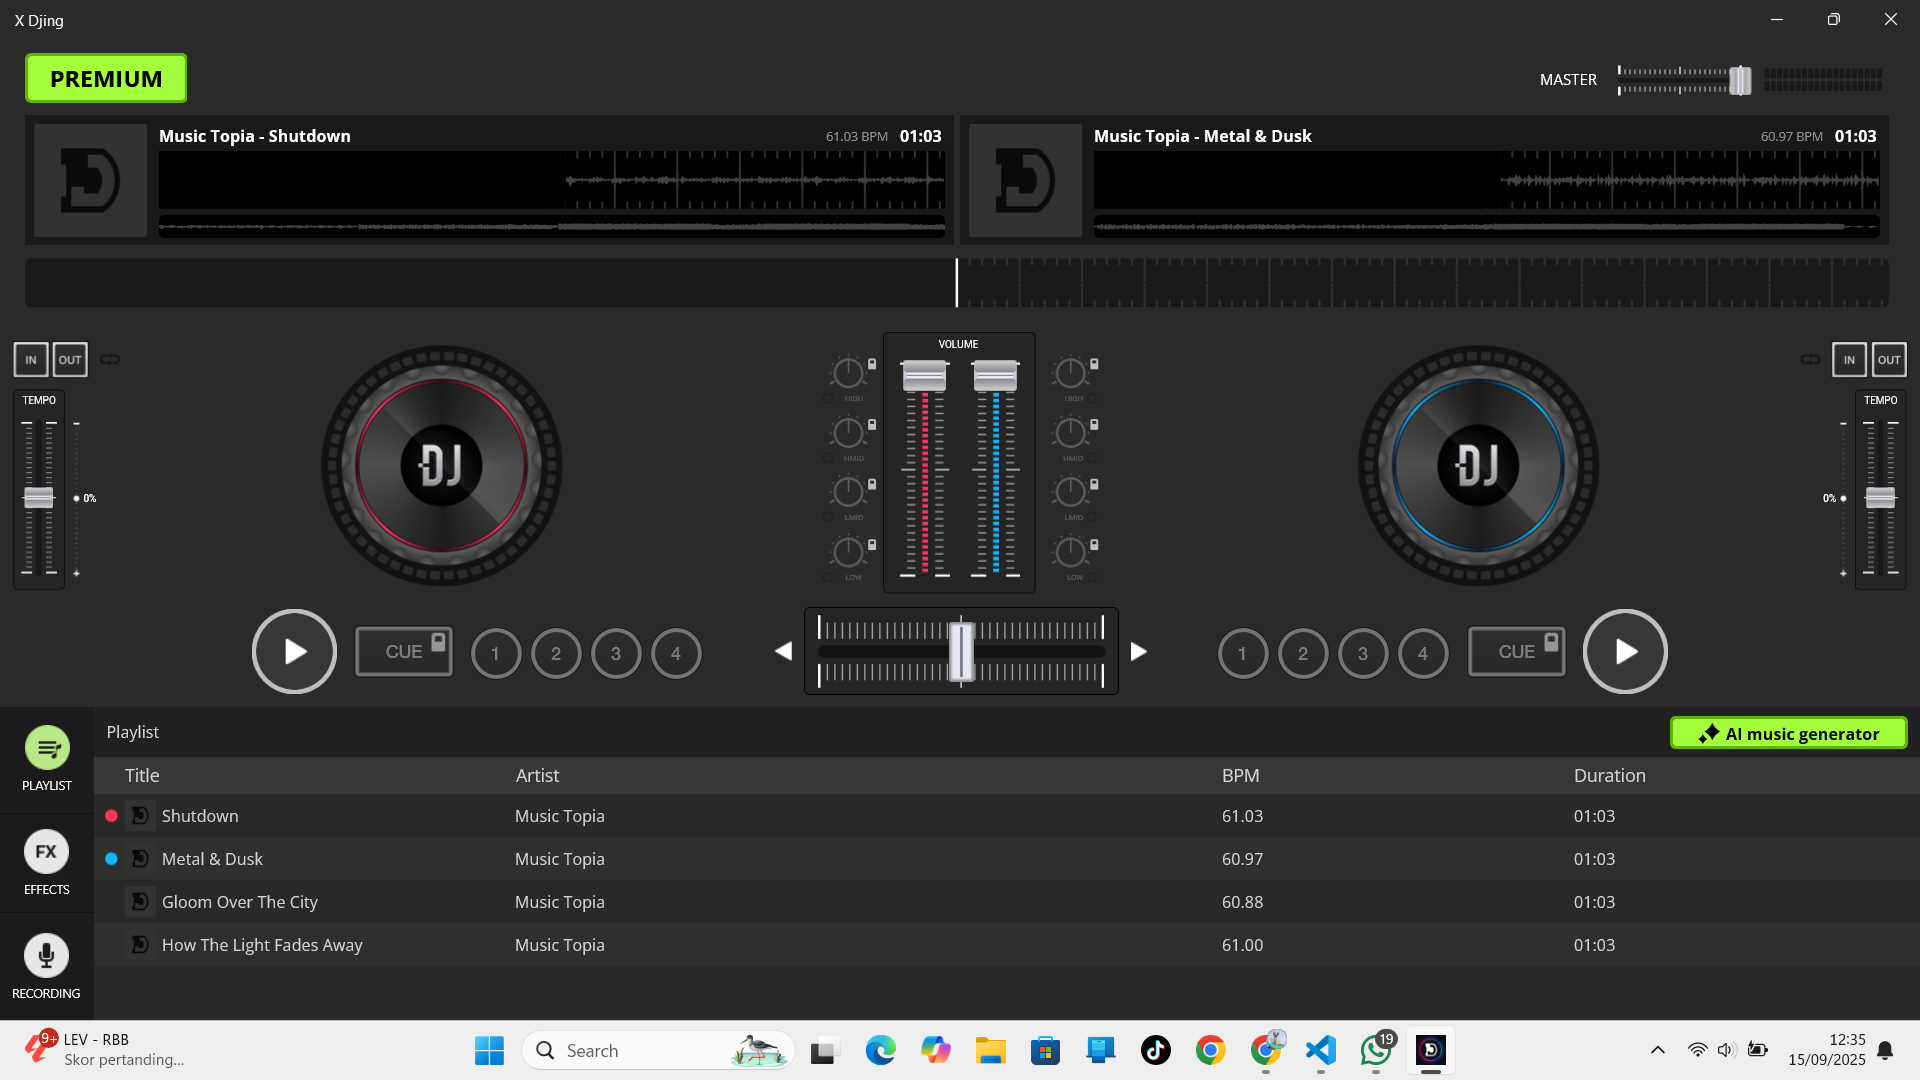 X Djing
PREMIUM
MASTER
Music Topia - Shutdown
61.03 BPM
01:03
Music Topia - Metal & Dusk
60.97 BPM
01:03
IN
OUT
VOLUME
IN
OUT
TEMPO
0%
DJ
HIGH
HMID
LMID
LOW
HIGH
HMID
LMID
LOW
DJ
TEMPO
0%
CUE
1
2
3
4
1
2
3
4
CUE
PLAYLIST
FX
EFFECTS
RECORDING
Playlist
AI music generator
Title Artist BPM Duration
Shutdown Music Topia 61.03 01:03
Metal & Dusk Music Topia 60.97 01:03
Gloom Over The City Music Topia 60.88 01:03
How The Light Fades Away Music Topia 61.00 01:03
9+
LEV - RBB
Skor pertanding...
Search
19
12:35
15/09/2025